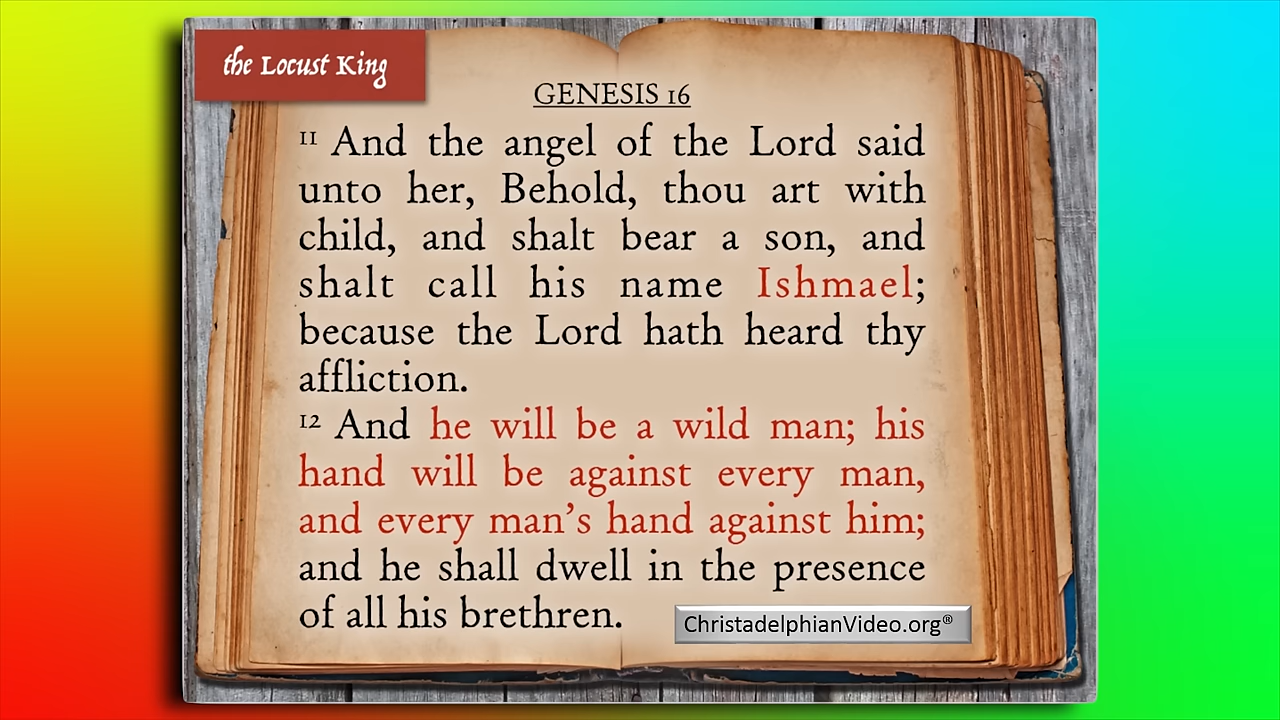 the Locust King
GENESIS 16
11 And the angel of the Lord said
unto her, Behold, thou art with
child, and shalt bear a son, and
shalt call his name Ishmael;
because the Lord hath heard thy
affliction.
12 And he will be a wild man; his
hand will be against every man,
and every man’s hand against him;
and he shall dwell in the presence
of all his brethren.
ChristadelphianVideo.org®